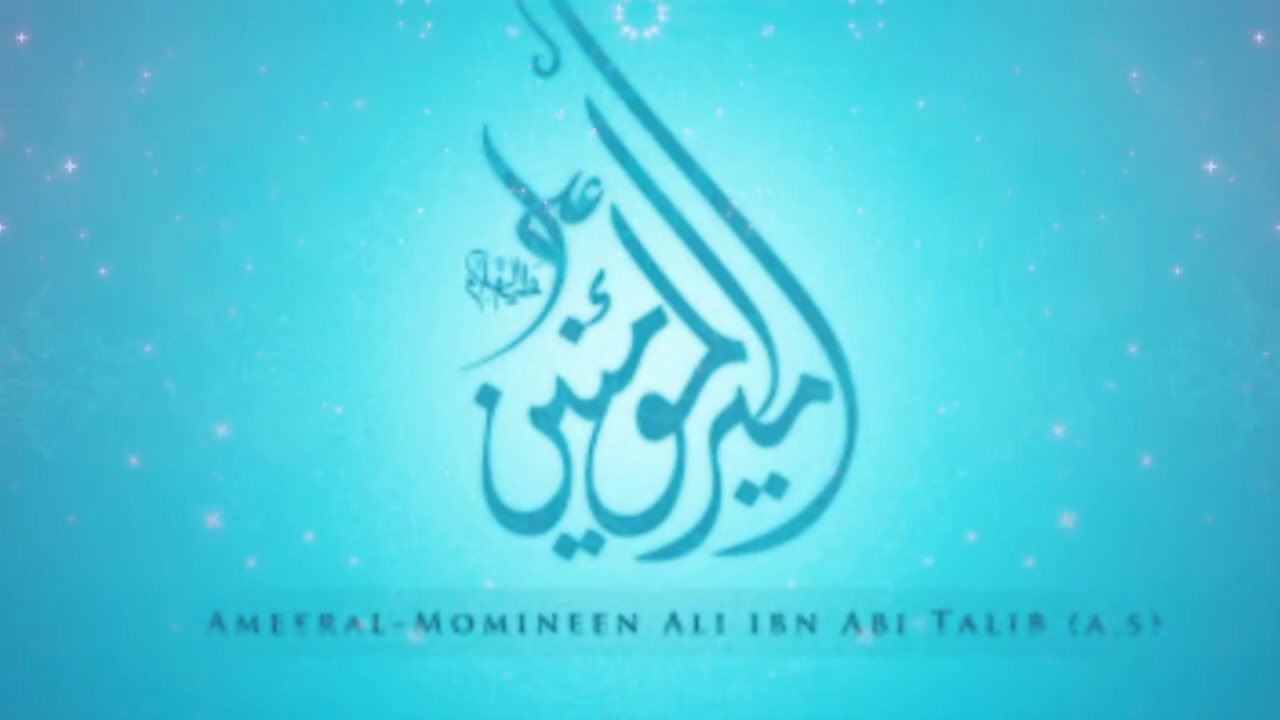 أمير المؤمنين
علي
عليه السلام
AMEERAL-MOMINEEN ALI IBN ABI TALIB (A.S)